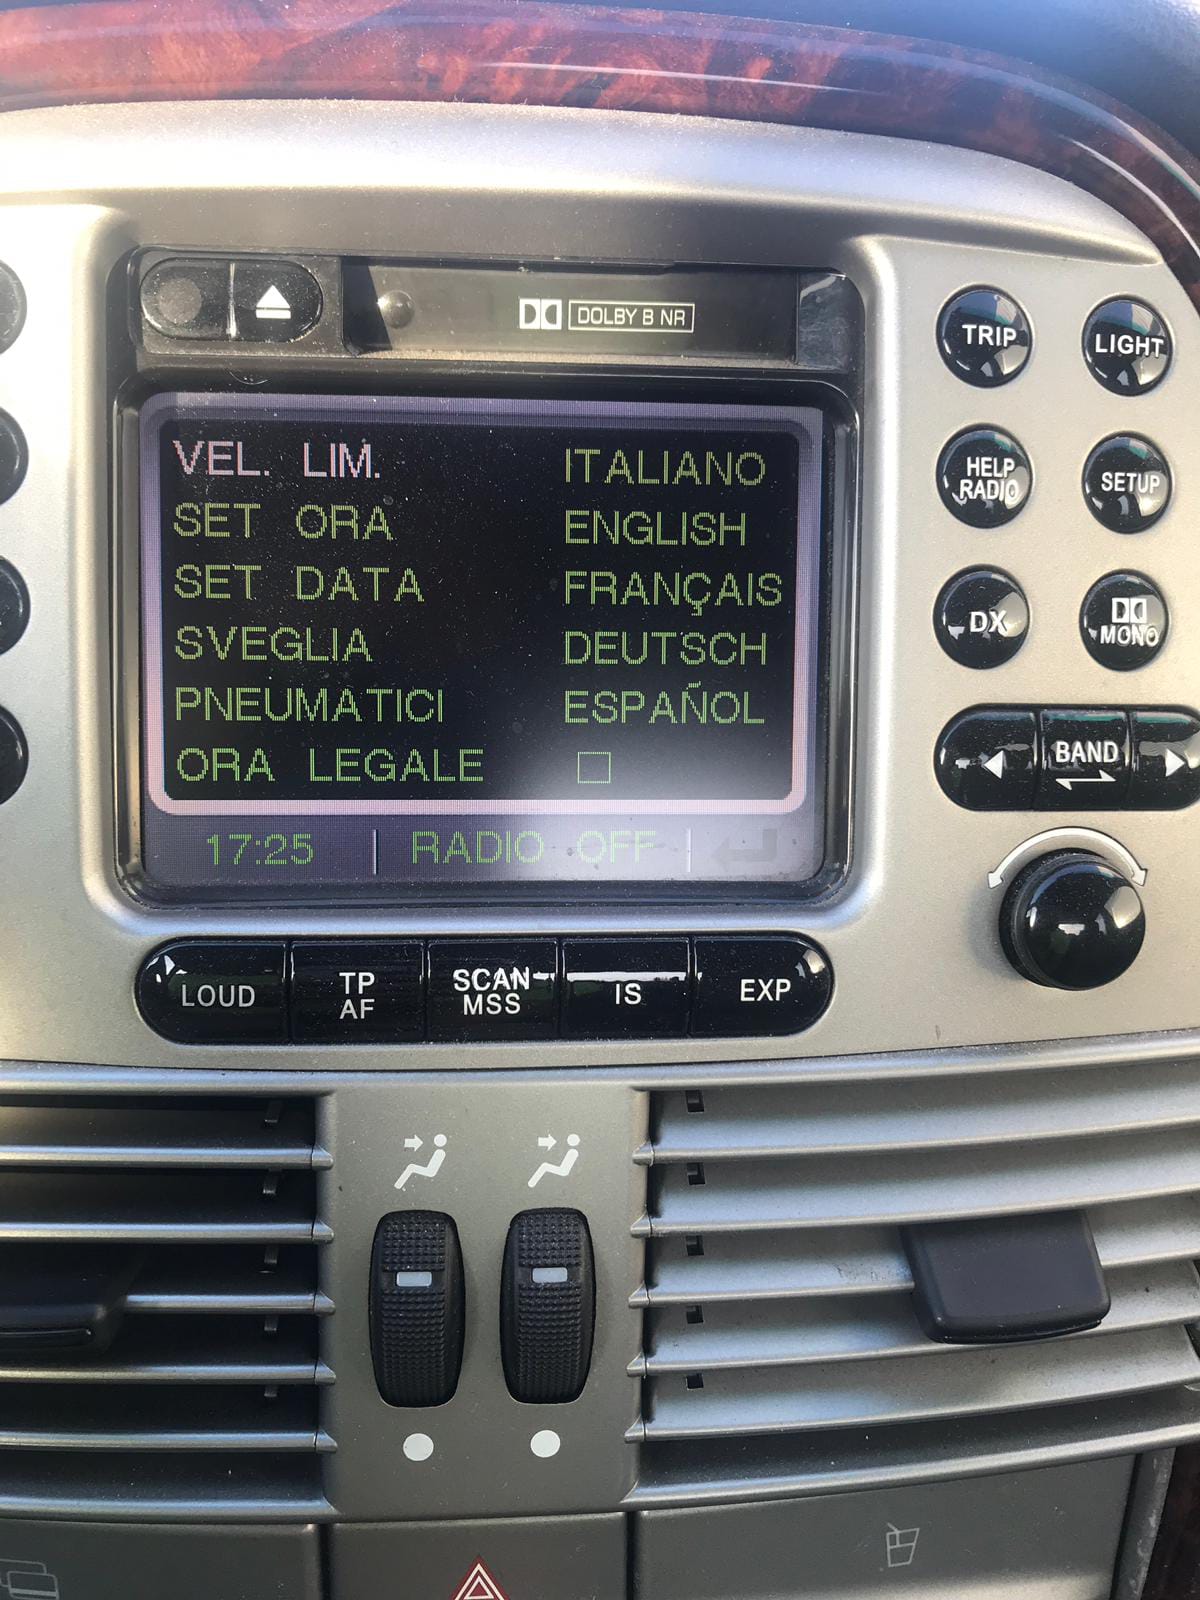 DOLBY B NR
TRIP
LIGHT
VEL. LIM.
ITALIANO
HELP
RADIO
SETUP
SET ORA
ENGLISH
SET DATA
FRANÇAIS
DX
MONO
SVEGLIA
DEUTSCH
PNEUMATICI
ESPAÑOL
BAND
ORA LEGALE
17:25
RADIO OFF
LOUD
TP
AF
SCAN
MSS
IS
EXP